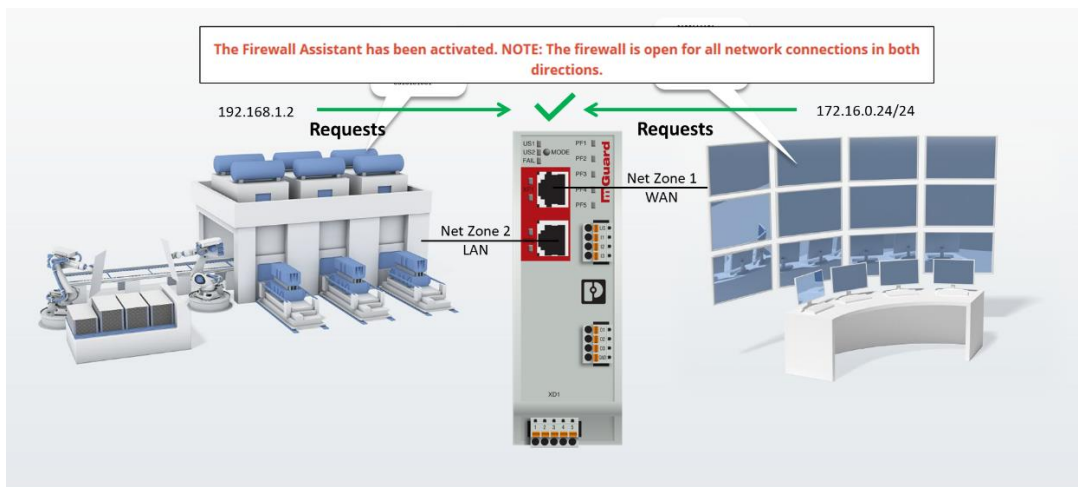 The Firewall Assistant has been activated. NOTE: The firewall is open for all network connections in both
directions.
192.168.1.2
172.16.0.24/24
Requests
Requests
US1
US2
MODE
FAIL
PF1
PF2
PF3
PF4
PF5
mGuard
Net Zone 1
WAN
Net Zone 2
LAN
XD1
1 2 3 4 5